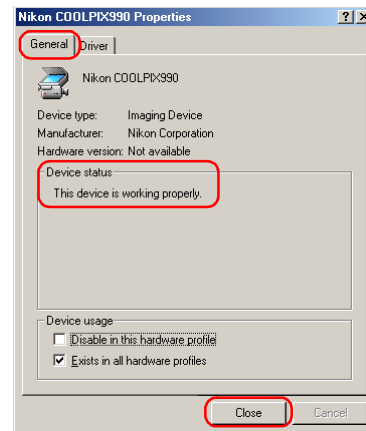 Nikon COOLPIX990 Properties
General Driver
Nikon COOLPIX990
Device type: Imaging Device
Manufacturer: Nikon Corporation
Hardware version: Not available
Device status
This device is working properly.
Device usage
Disable in this hardware profile
Exists in all hardware profiles
Close Cancel